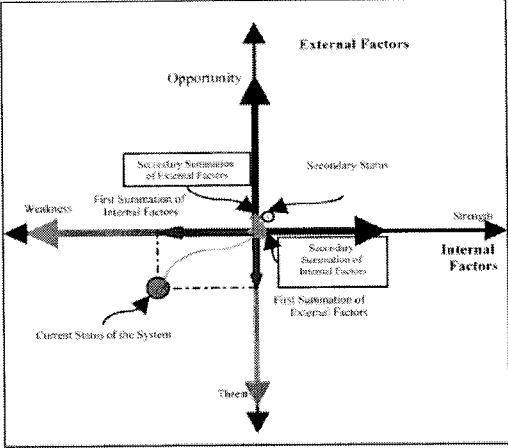 External Factors
Opportunity
Secondary Summation
of External Factors
Secondary Status
First Summation of
Internal Factors
Weakness
Strength
Internal
Factors
Secondary
Summation of
Internal Factors
First Summation of
External Factors
Current Status of the System